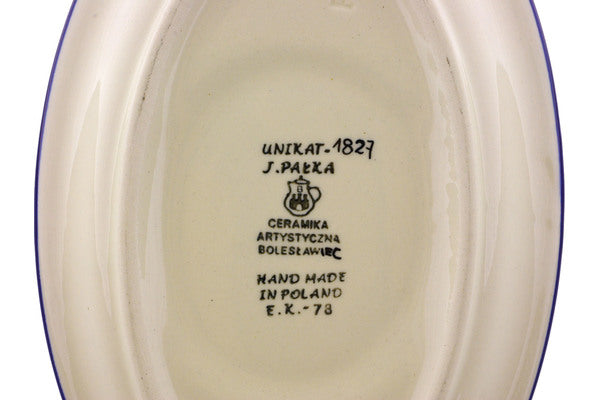 UNIKAT-1827
J. PAŁKA
CERAMIKA
ARTYSTYCZNA
BOLESŁAWIEC
HAND MADE
IN POLAND
E.K.-78